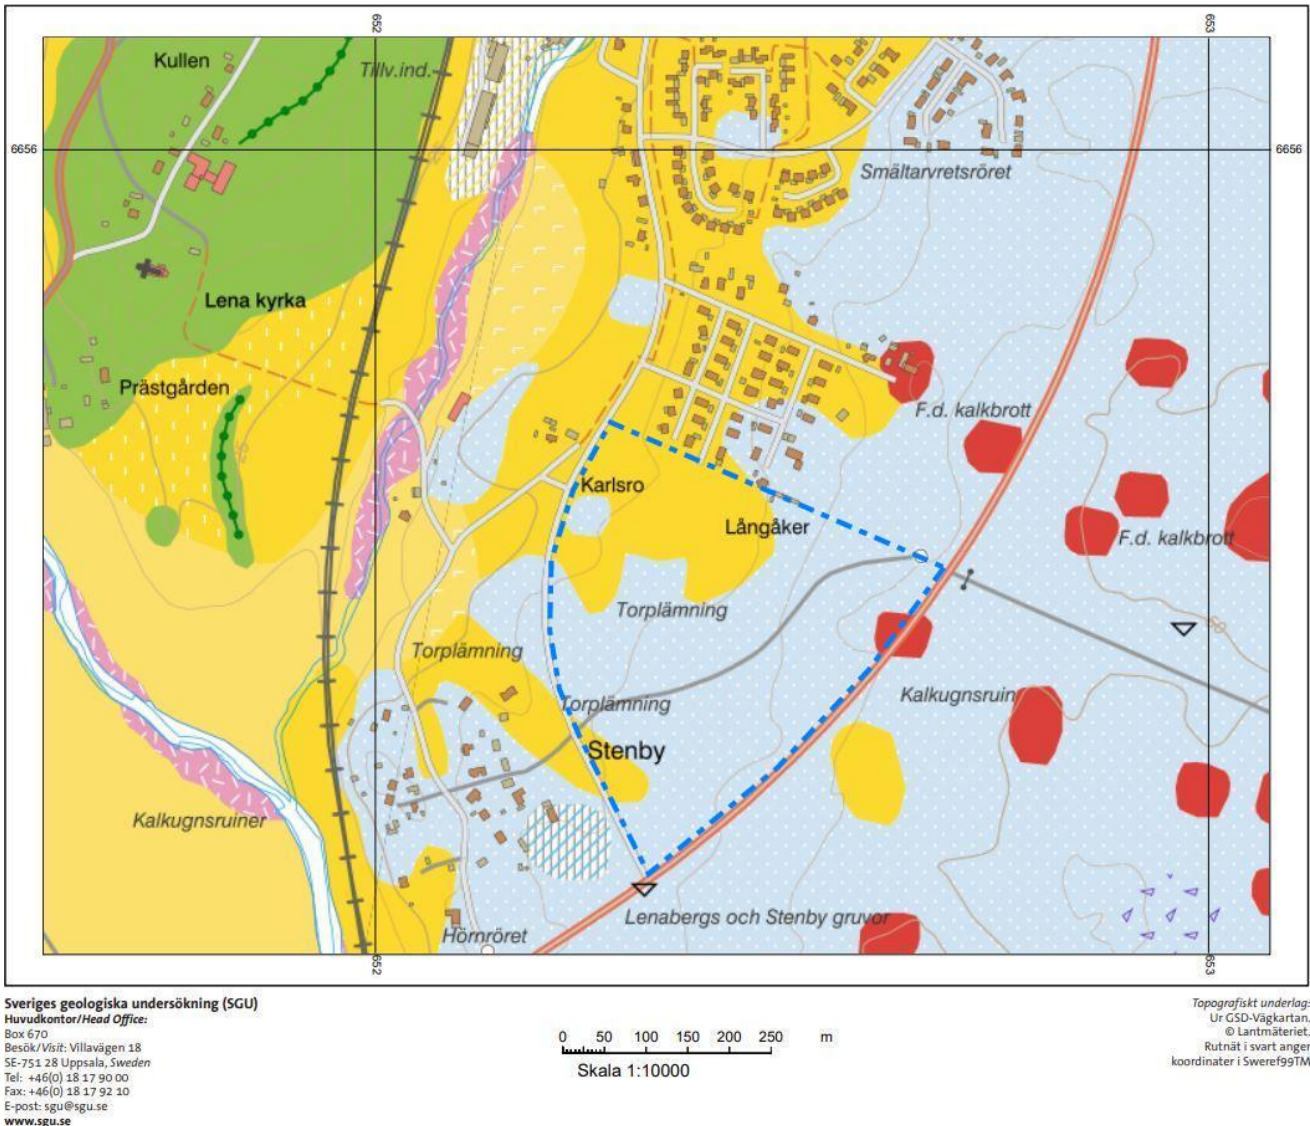 652
653
Kullen
Tillv.ind.
6656
6656
Smältarvretsröret
Lena kyrka
Prästgården
F.d. kalkbrott
Karlsro
Långåker
F.d. kalkbrott
Torplämning
Torplämning
Kalkugnsruin
Torplämning
Stenby
Kalkugnsruiner
Lenabergs och Stenby gruvor
Hörnröret
652
653
Sveriges geologiska undersökning (SGU)
Huvudkontor/Head Office:
Box 670
Besök/Visit: Villavägen 18
SE-751 28 Uppsala, Sweden
Tel: +46(0) 18 17 90 00
Fax: +46(0) 18 17 92 10
E-post: sgu@sgu.se
www.sgu.se
0 50 100 150 200 250 m
Skala 1:10000
Topografiskt underlag:
Ur GSD-Vägkartan.
© Lantmäteriet.
Rutnät i svart anger
koordinater i Sweref99TM